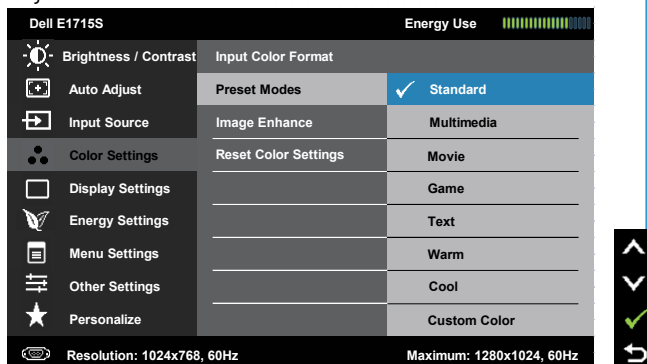 Dell E1715S Energy Use
Brightness / Contrast Input Color Format
Auto Adjust Preset Modes Standard
Input Source Image Enhance Multimedia
Color Settings Reset Color Settings Movie
Display Settings Game
Energy Settings Text
Menu Settings Warm
Other Settings Cool
Personalize Custom Color
Resolution: 1024x768, 60Hz Maximum: 1280x1024, 60Hz